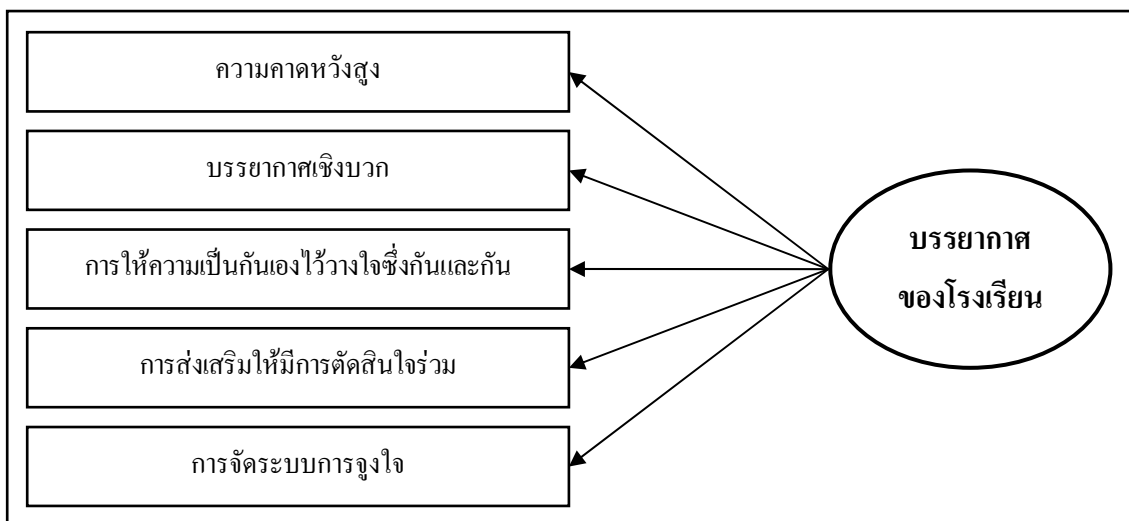 ความคาดหวังสูง
บรรยากาศเชิงบวก
การให้ความเป็นกันเองไว้วางใจซึ่งกันและกัน
การส่งเสริมให้มีการตัดสินใจร่วม
การจัดระบบการจูงใจ
บรรยากาศ
ของโรงเรียน